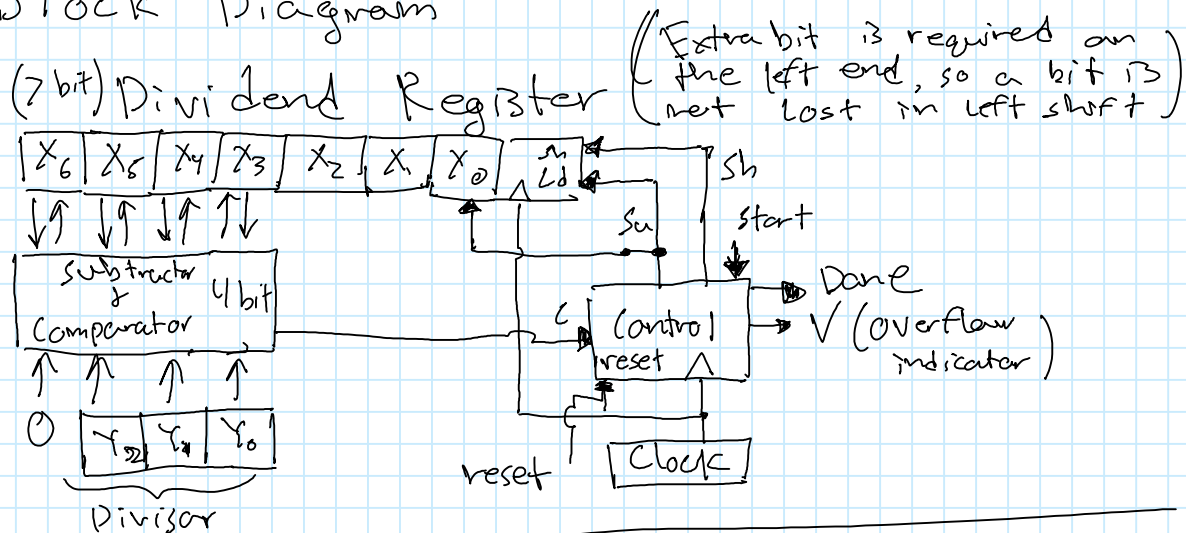 Block Diagram
(Extra bit is required on
the left end, so a bit is
not lost in left shift)
(7 bit) Dividend Register
X6 X5 X4 X3 X2 X1 X0 Sh
Ld
Sh
Su
Start
Subtractor
& 4 bit
Comparator
C
Control
reset
Done
V (overflow
indicator)
0
Y2 Y1 Y0
Divisor
reset
Clock